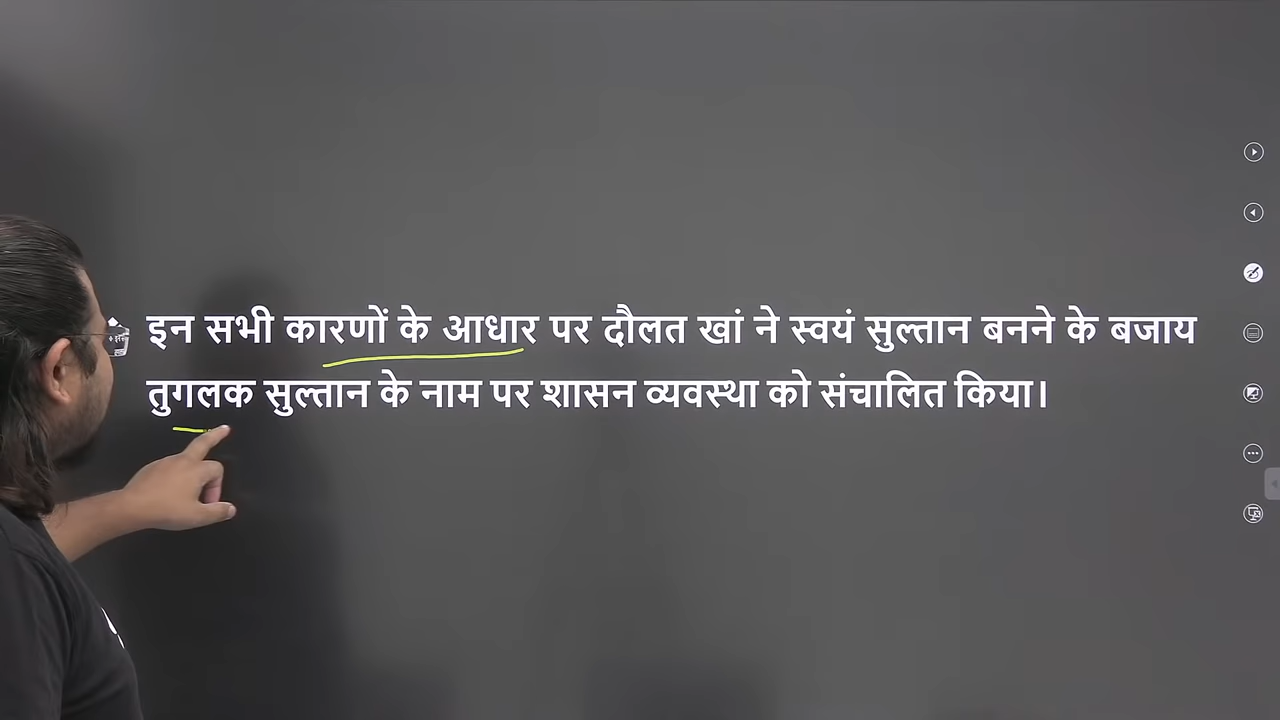 इन सभी कारणों के आधार पर दौलत खां ने स्वयं सुल्तान बनने के बजाय
तुगलक सुल्तान के नाम पर शासन व्यवस्था को संचालित किया।